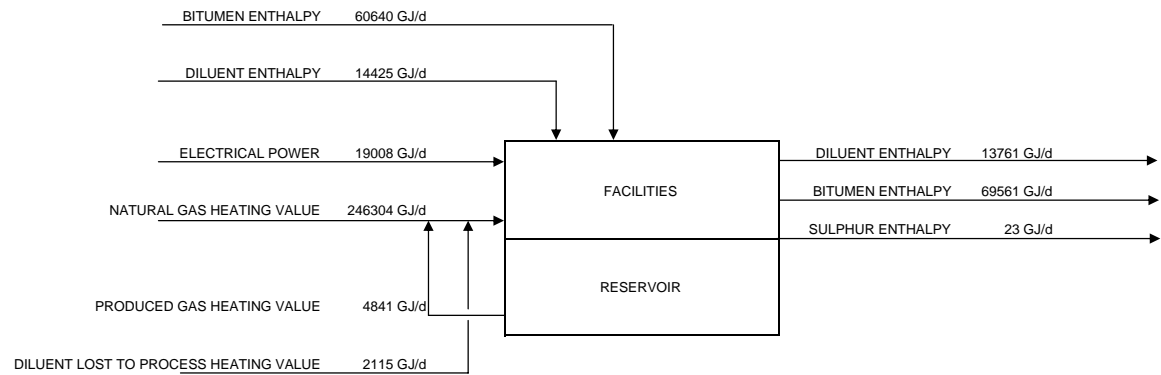 BITUMEN ENTHALPY 60640 GJ/d
DILUENT ENTHALPY 14425 GJ/d
ELECTRICAL POWER 19008 GJ/d
DILUENT ENTHALPY 13761 GJ/d
FACILITIES
BITUMEN ENTHALPY 69561 GJ/d
NATURAL GAS HEATING VALUE 246304 GJ/d
SULPHUR ENTHALPY 23 GJ/d
RESERVOIR
PRODUCED GAS HEATING VALUE 4841 GJ/d
DILUENT LOST TO PROCESS HEATING VALUE 2115 GJ/d